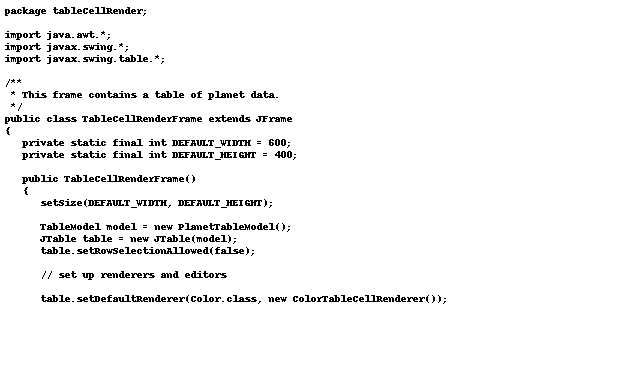 package tableCellRender;

import java.awt.*;
import javax.swing.*;
import javax.swing.table.*;

/**
 * This frame contains a table of planet data.
 */
public class TableCellRenderFrame extends JFrame
{
   private static final int DEFAULT_WIDTH = 600;
   private static final int DEFAULT_HEIGHT = 400;

   public TableCellRenderFrame()
   {
      setSize(DEFAULT_WIDTH, DEFAULT_HEIGHT);

      TableModel model = new PlanetTableModel();
      JTable table = new JTable(model);
      table.setRowSelectionAllowed(false);

      // set up renderers and editors

      table.setDefaultRenderer(Color.class, new ColorTableCellRenderer());